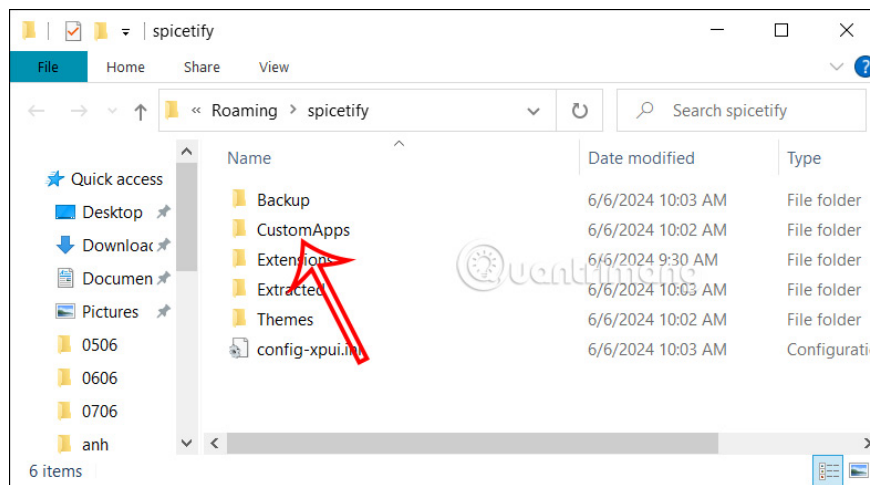 spicetify
File Home Share View
« Roaming > spicetify Search spicetify
Name Date modified Type
Quick access
Desktop
Downloac
Documen
Pictures
0506
0606
0706
anh
Backup 6/6/2024 10:03 AM File folder
CustomApps 6/6/2024 10:02 AM File folder
Extensions 6/6/2024 9:30 AM File folder
Extracted 6/6/2024 10:03 AM File folder
Themes 6/6/2024 10:02 AM File folder
config-xpui.ini 6/6/2024 10:03 AM Configurati
Quantrimang
6 items